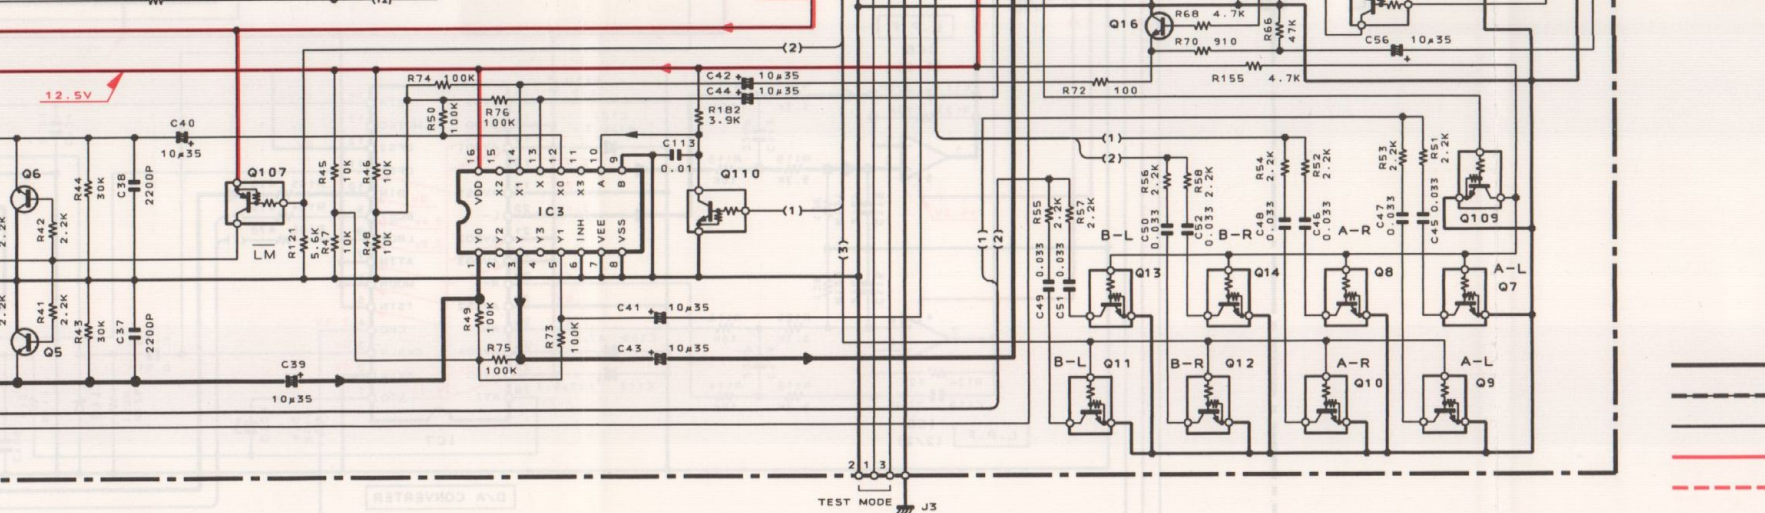 (2)
12.5V
C40
10μ35
Q6
R42
2.2K
R44
30K
C38
2200P
Q107
LM
R121
5.6K
R45
10K
R46
10K
R47
10K
R48
10K
R74 100K
R50
100K
R76
100K
C42 + 10μ35
C44 + 10μ35
R182
3.9K
C113
0.01
Q110
(1)
16 15 14 13 12 11 10 9
VDD X2 X1 X X0 X3 A B
IC3
Y0 Y2 Y3 Y1 INH VEE VSS
1 2 3 4 5 6 7 8
R49
100K
R75
100K
R73
100K
C41 + 10μ35
C43 + 10μ35
C39
10μ35
Q5
R41
2.2K
R43
30K
C37
2200P
2.2K
2.2K
(3)
Q16
R68 4.7K
R66
47K
R70 910
C56 10μ35
R155 4.7K
R72 100
(1)
(2)
(1)
(2)
R55
2.2K
R57
2.2K
C49 0.033
C51 0.033
R56
2.2K
R58
2.2K
C50
0.033
C52
0.033
R54
2.2K
R52
2.2K
C48
0.033
C46
0.033
R53
2.2K
R51
2.2K
C47
0.033
C45 0.033
Q109
B-L
B-R
A-R
A-L
Q13
Q14
Q8
Q7
B-L Q11
B-R Q12
A-R
Q10
A-L
Q9
2 1 3
TEST MODE
J3
D/A CONVERTER